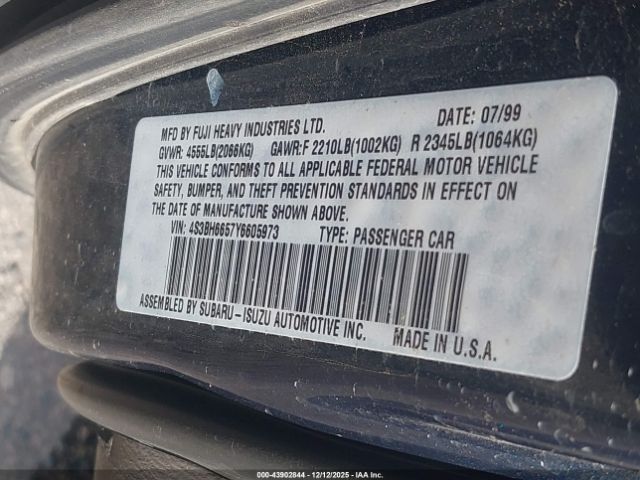 MFD BY FUJI HEAVY INDUSTRIES LTD. DATE: 07/99
GVWR: 4555LB(2066KG) GAWR:F 2210LB(1002KG) R 2345LB(1064KG)
THIS VEHICLE CONFORMS TO ALL APPLICABLE FEDERAL MOTOR VEHICLE
SAFETY, BUMPER, AND THEFT PREVENTION STANDARDS IN EFFECT ON
THE DATE OF MANUFACTURE SHOWN ABOVE.
VIN: 4S3BH6657Y6605973 TYPE: PASSENGER CAR
ASSEMBLED BY SUBARU-ISUZU AUTOMOTIVE INC. MADE IN U.S.A.
00-43902844 | 12/12/2025 - IAA Inc.